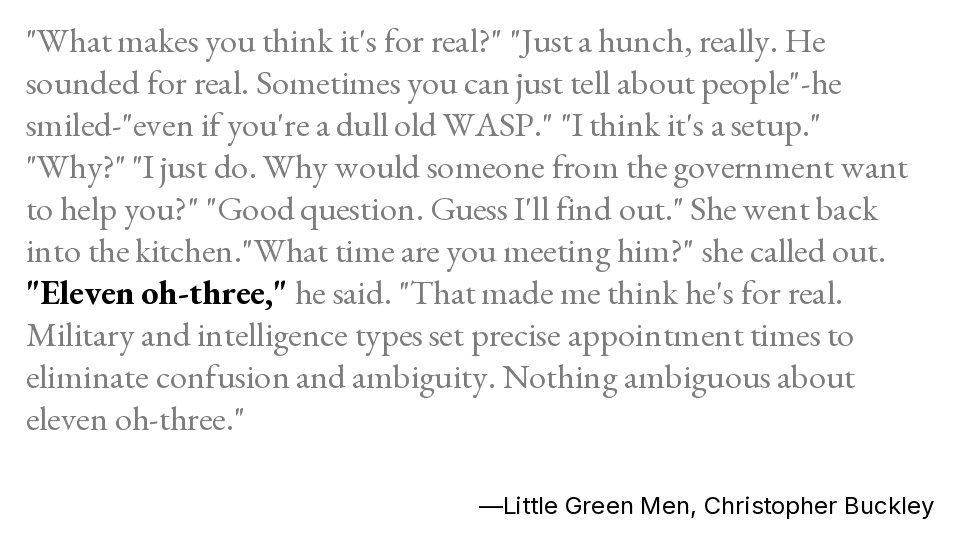 "What makes you think it's for real?" "Just a hunch, really. He
sounded for real. Sometimes you can just tell about people"-he
smiled-"even if you're a dull old WASP." "I think it's a setup."
"Why?" "I just do. Why would someone from the government want
to help you?" "Good question. Guess I'll find out." She went back
into the kitchen."What time are you meeting him?" she called out.
"Eleven oh-three," he said. "That made me think he's for real.
Military and intelligence types set precise appointment times to
eliminate confusion and ambiguity. Nothing ambiguous about
eleven oh-three."
—Little Green Men, Christopher Buckley